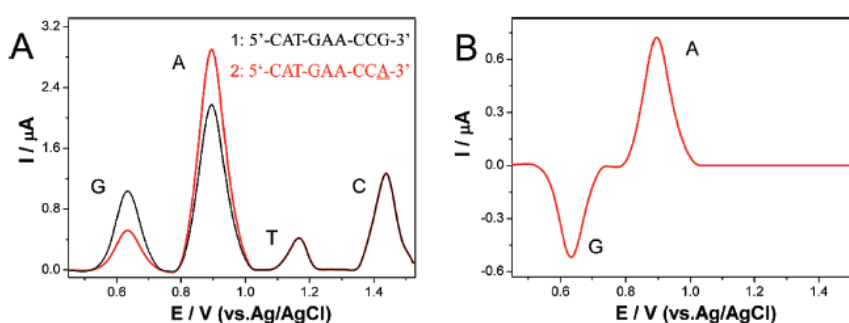 A
1: 5'-CAT-GAA-CCG-3'
2: 5'-CAT-GAA-CCA-3'
G
A
T
C
3.2
2.4
1.6
0.8
0.0
I / μA
0.6 0.8 1.0 1.2 1.4
E / V (vs.Ag/AgCl)
B
A
G
0.6
0.3
0.0
-0.3
-0.6
I / μA
0.6 0.8 1.0 1.2 1.4
E / V (vs.Ag/AgCl)